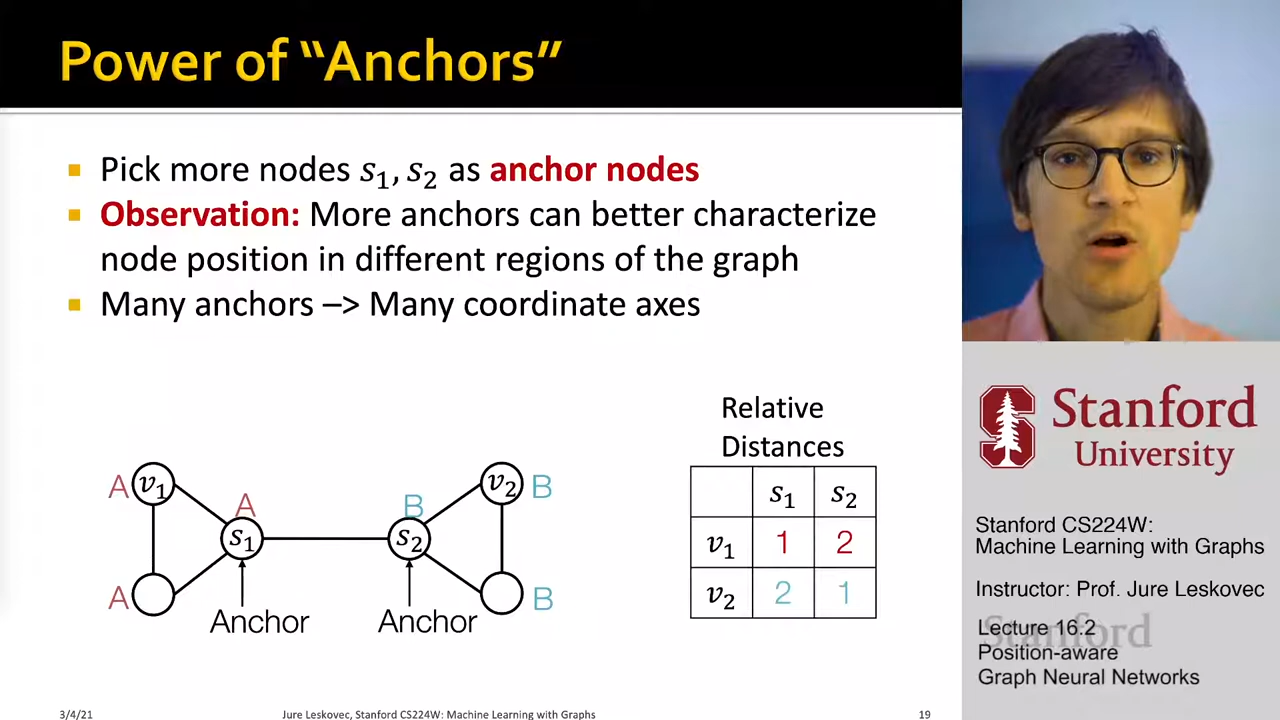 Power of “Anchors”
▪ Pick more nodes s₁, s₂ as anchor nodes
▪ Observation: More anchors can better characterize
node position in different regions of the graph
▪ Many anchors –> Many coordinate axes
Relative
Distances
s₁ s₂
v₁ 1 2
v₂ 2 1
A v₁ v₂ B
A B
s₁ s₂
A B
Anchor Anchor
3/4/21 Jure Leskovec, Stanford CS224W: Machine Learning with Graphs 19
S
Stanford
University
Stanford CS224W:
Machine Learning with Graphs
Instructor: Prof. Jure Leskovec
Stanford
Lecture 16.2
Position-aware
Graph Neural Networks